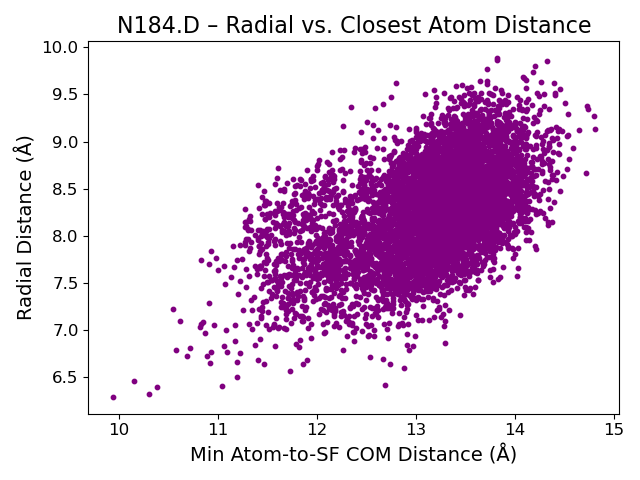 N184.D – Radial vs. Closest Atom Distance
10.0
9.5
9.0
8.5
8.0
7.5
7.0
6.5
Radial Distance (Å)
10 11 12 13 14 15
Min Atom-to-SF COM Distance (Å)